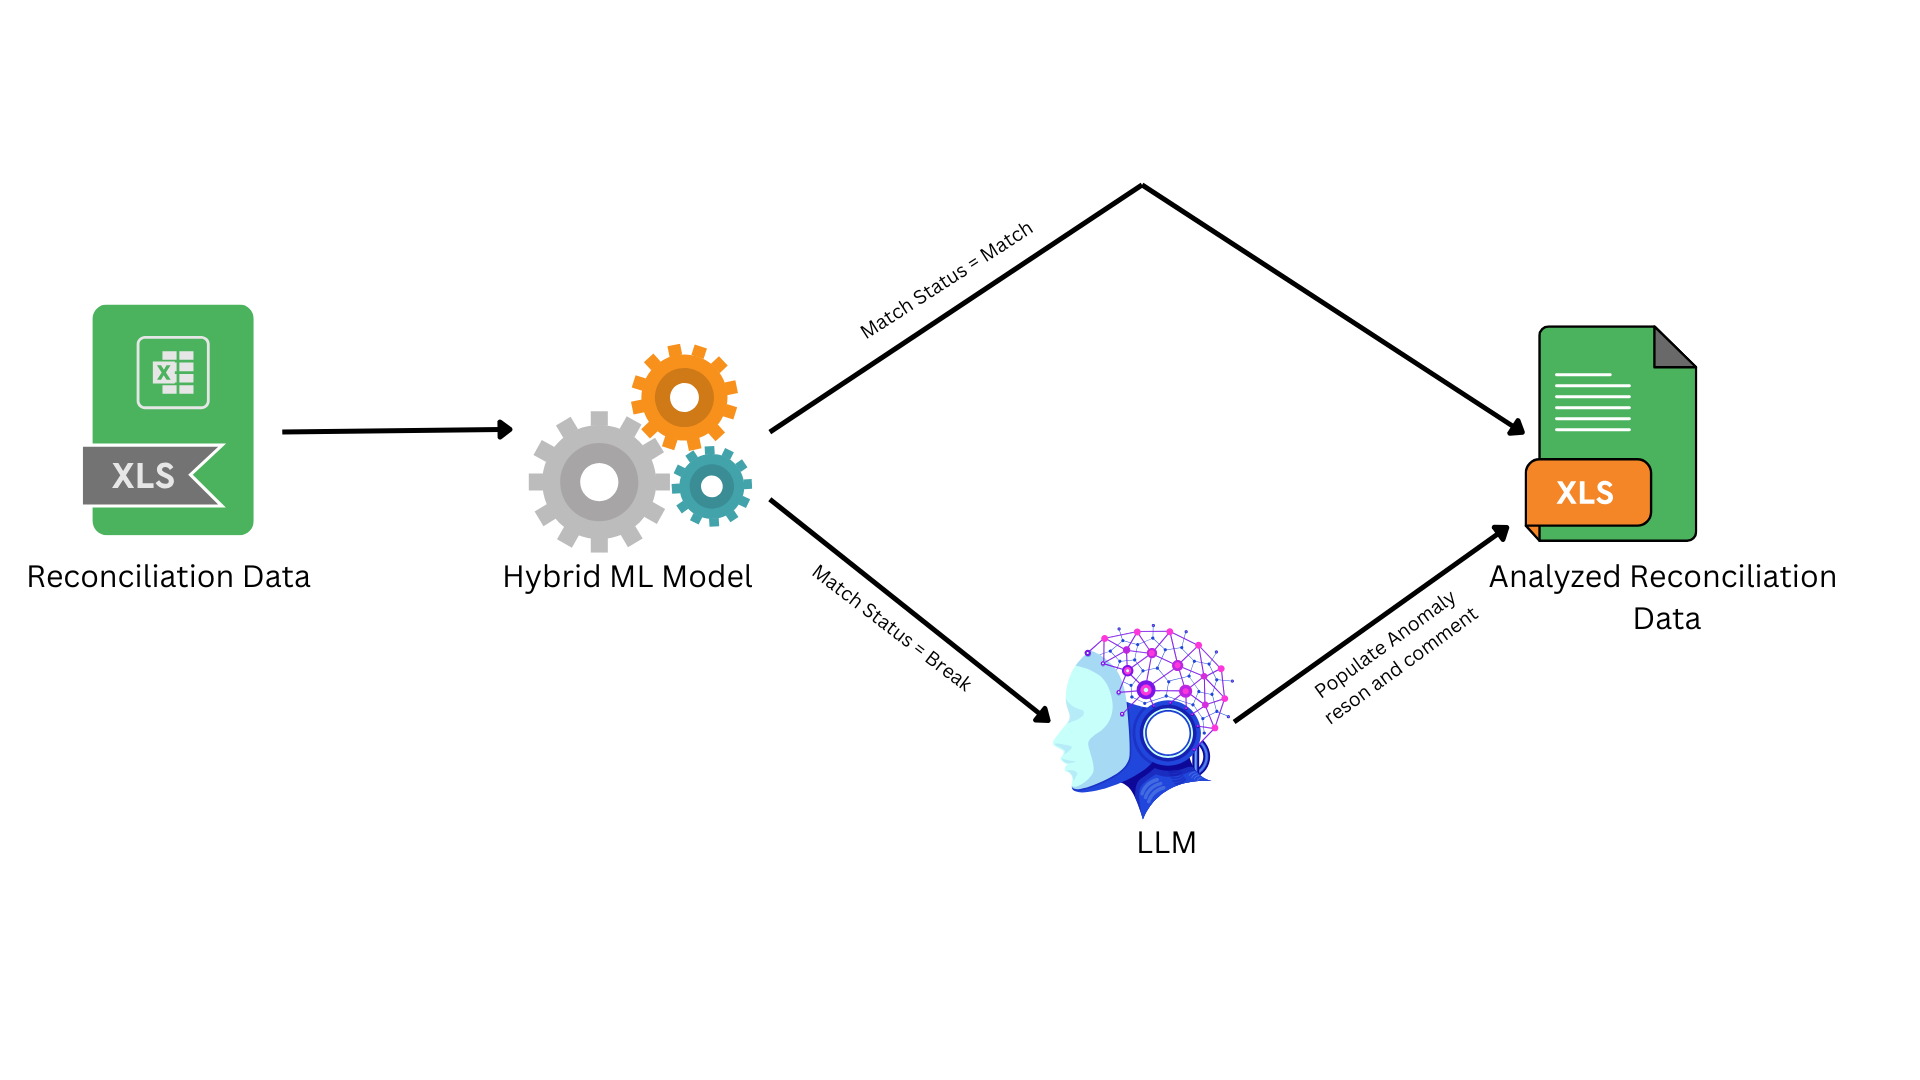 XLS
Reconciliation Data
Hybrid ML Model
Match Status = Match
Match Status = Break
LLM
Populate Anomaly
reson and comment
XLS
Analyzed Reconciliation
Data